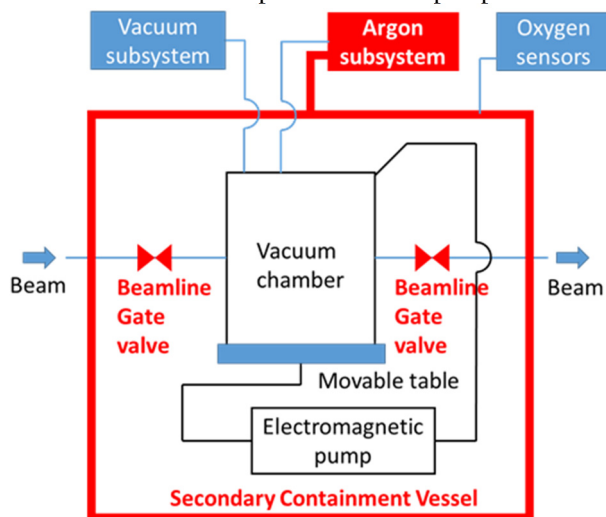 Vacuum
subsystem
Argon
subsystem
Oxygen
sensors
Beam
Beamline
Gate
valve
Vacuum
chamber
Beamline
Gate
valve
Beam
Movable table
Electromagnetic
pump
Secondary Containment Vessel